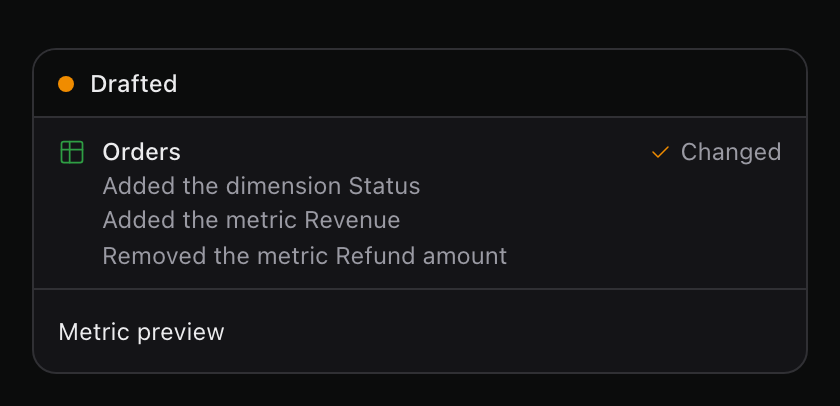 Drafted
Orders
Changed
Added the dimension Status
Added the metric Revenue
Removed the metric Refund amount
Metric preview